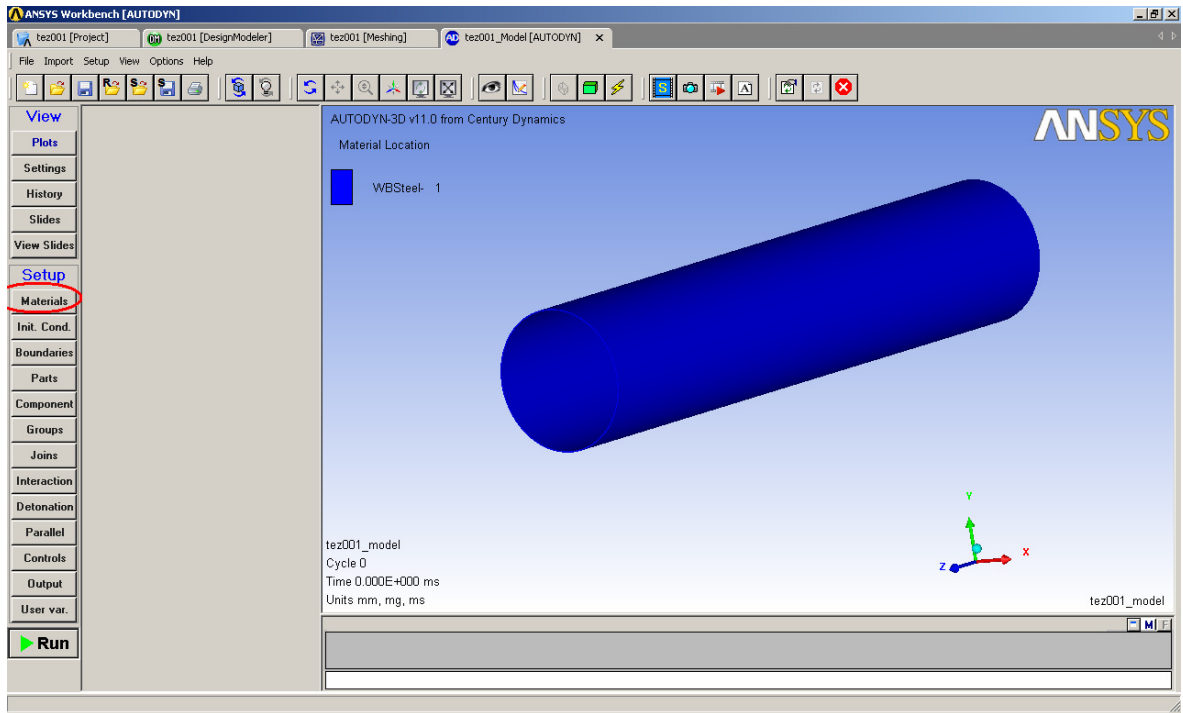 ANSYS Workbench [AUTODYN]
tez001 [Project]
tez001 [DesignModeler]
tez001 [Meshing]
tez001_Model [AUTODYN]
File Import Setup View Options Help
View
Plots
Settings
History
Slides
View Slides
Setup
Materials
Init. Cond.
Boundaries
Parts
Component
Groups
Joins
Interaction
Detonation
Parallel
Controls
Output
User var.
Run
AUTODYN-3D v11.0 from Century Dynamics
Material Location
WBSteel- 1
ANSYS
Y
X
Z
tez001_model
Cycle 0
Time 0.000E+000 ms
Units mm, mg, ms
tez001_model
M F